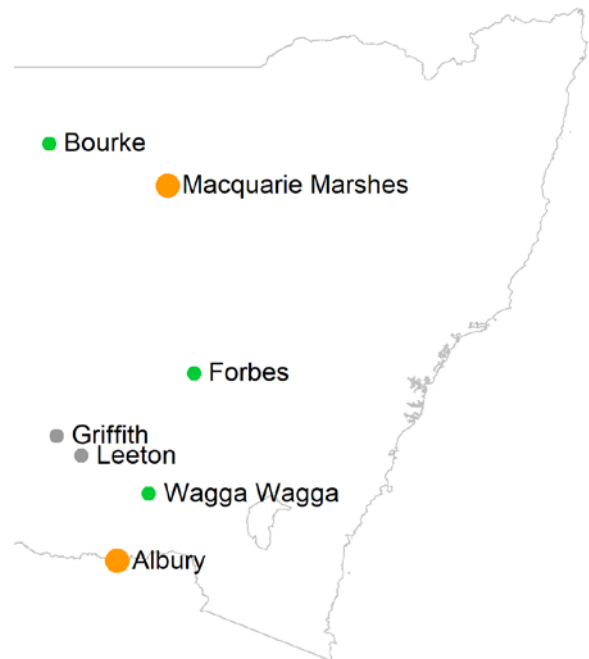 Bourke
Macquarie Marshes
Forbes
Griffith
Leeton
Wagga Wagga
Albury